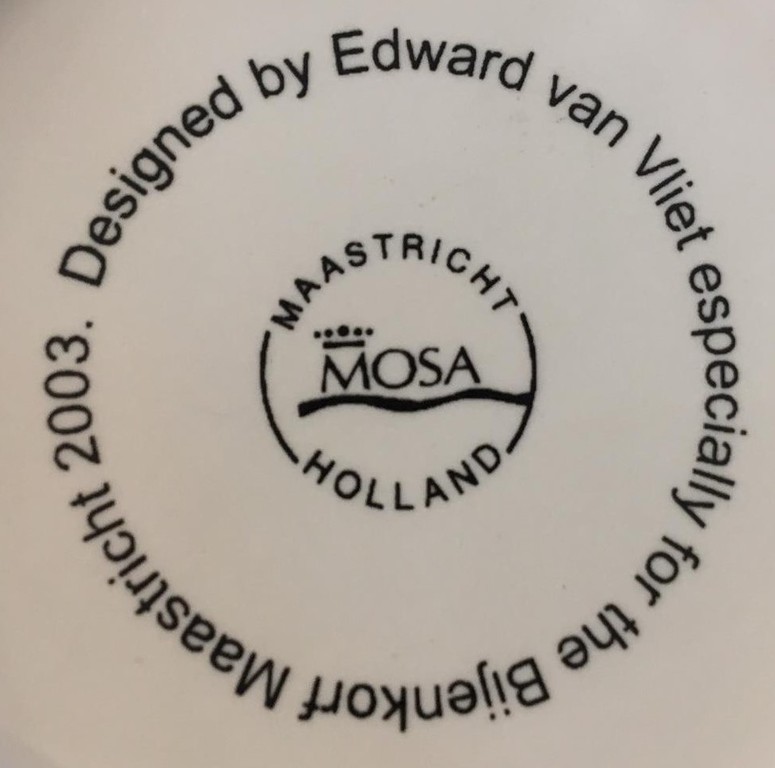 Designed by Edward van Vliet especially for the Bijenkorf Maastricht 2003.
MAASTRICHT
MOSA
HOLLAND